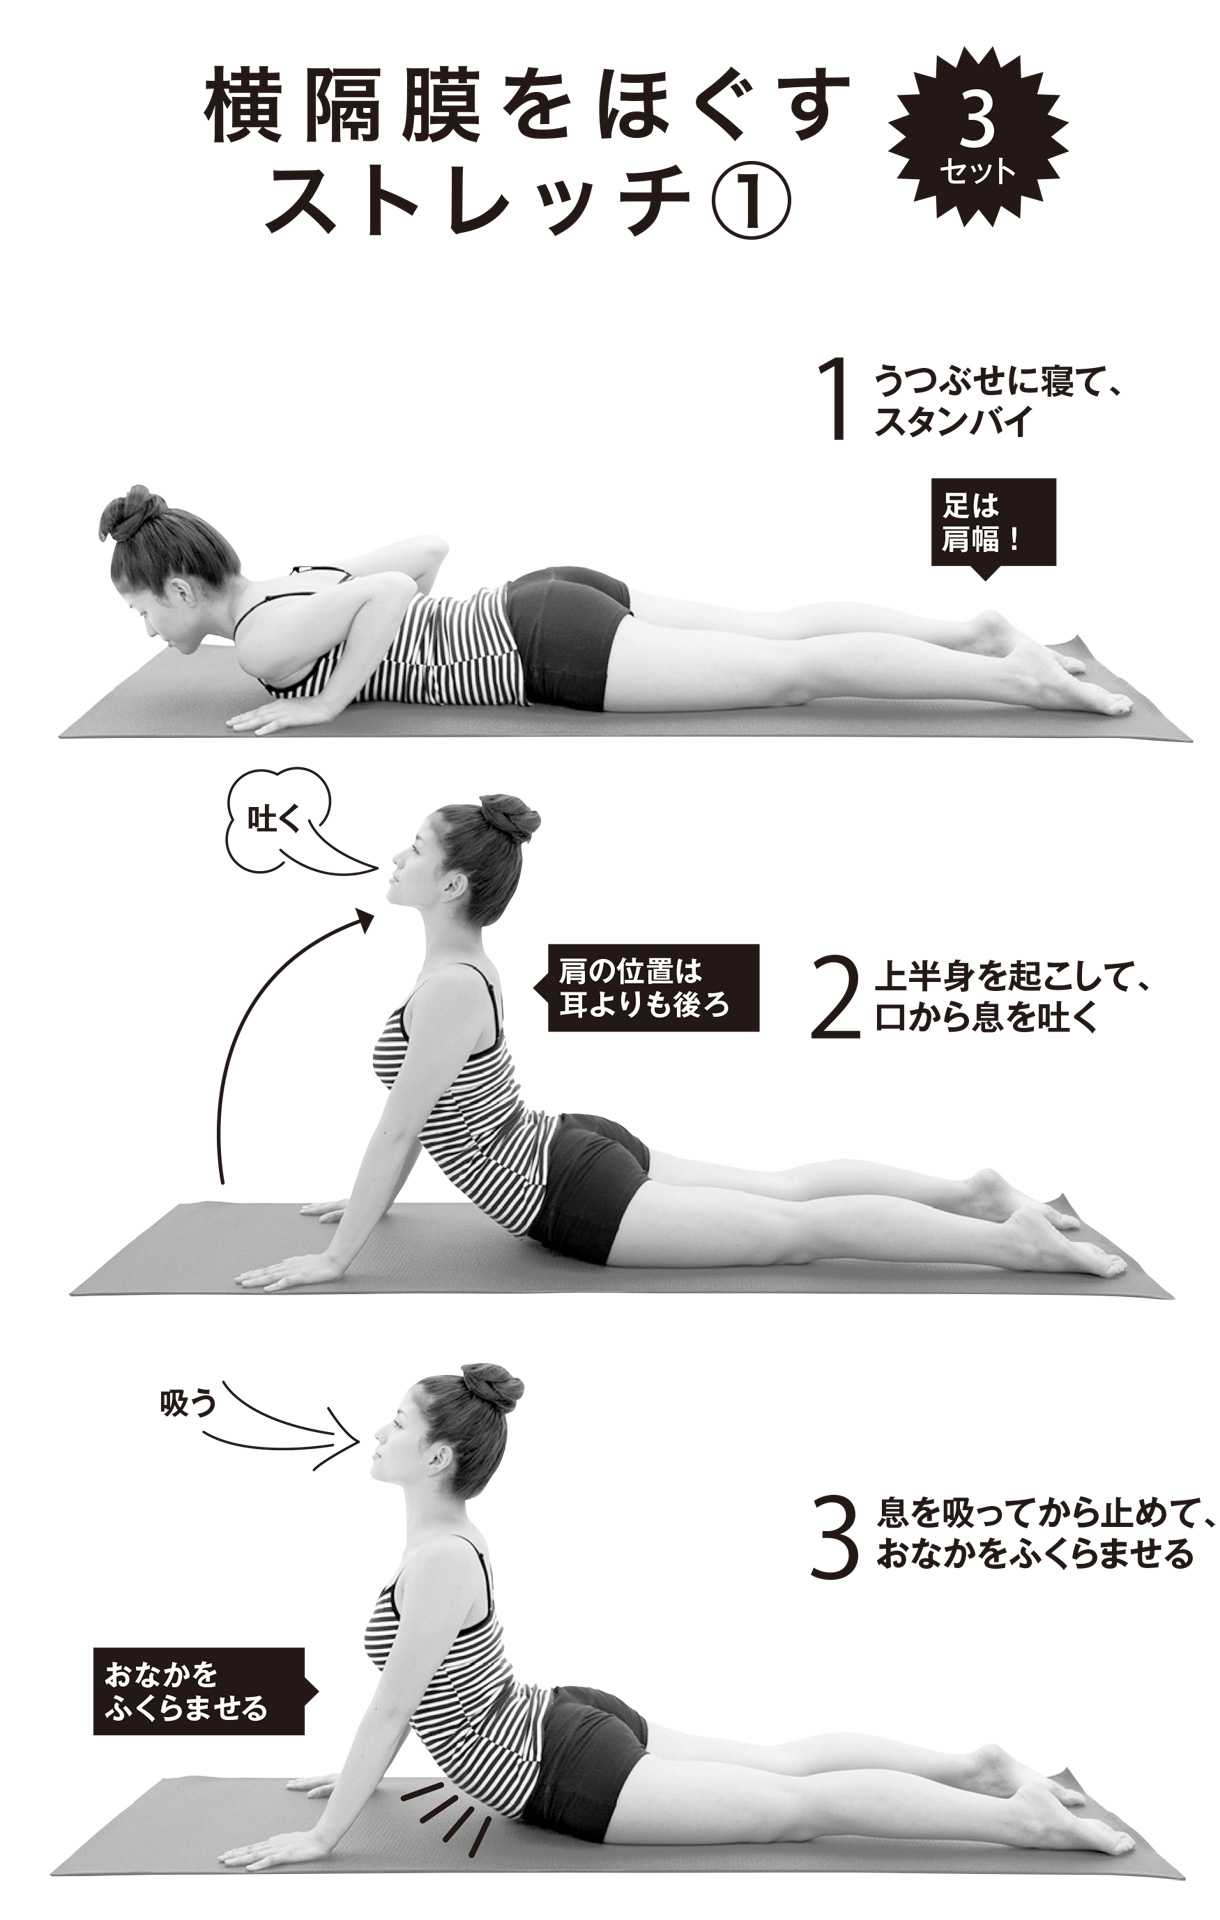 横隔膜をほぐす
ストレッチ①
3
セット
1
うつぶせに寝て、
スタンバイ
足は
肩幅！
吐く
肩の位置は
耳よりも後ろ
2
上半身を起こして、
口から息を吐く
吸う
3
息を吸ってから止めて、
おなかをふくらませる
おなかを
ふくらませる